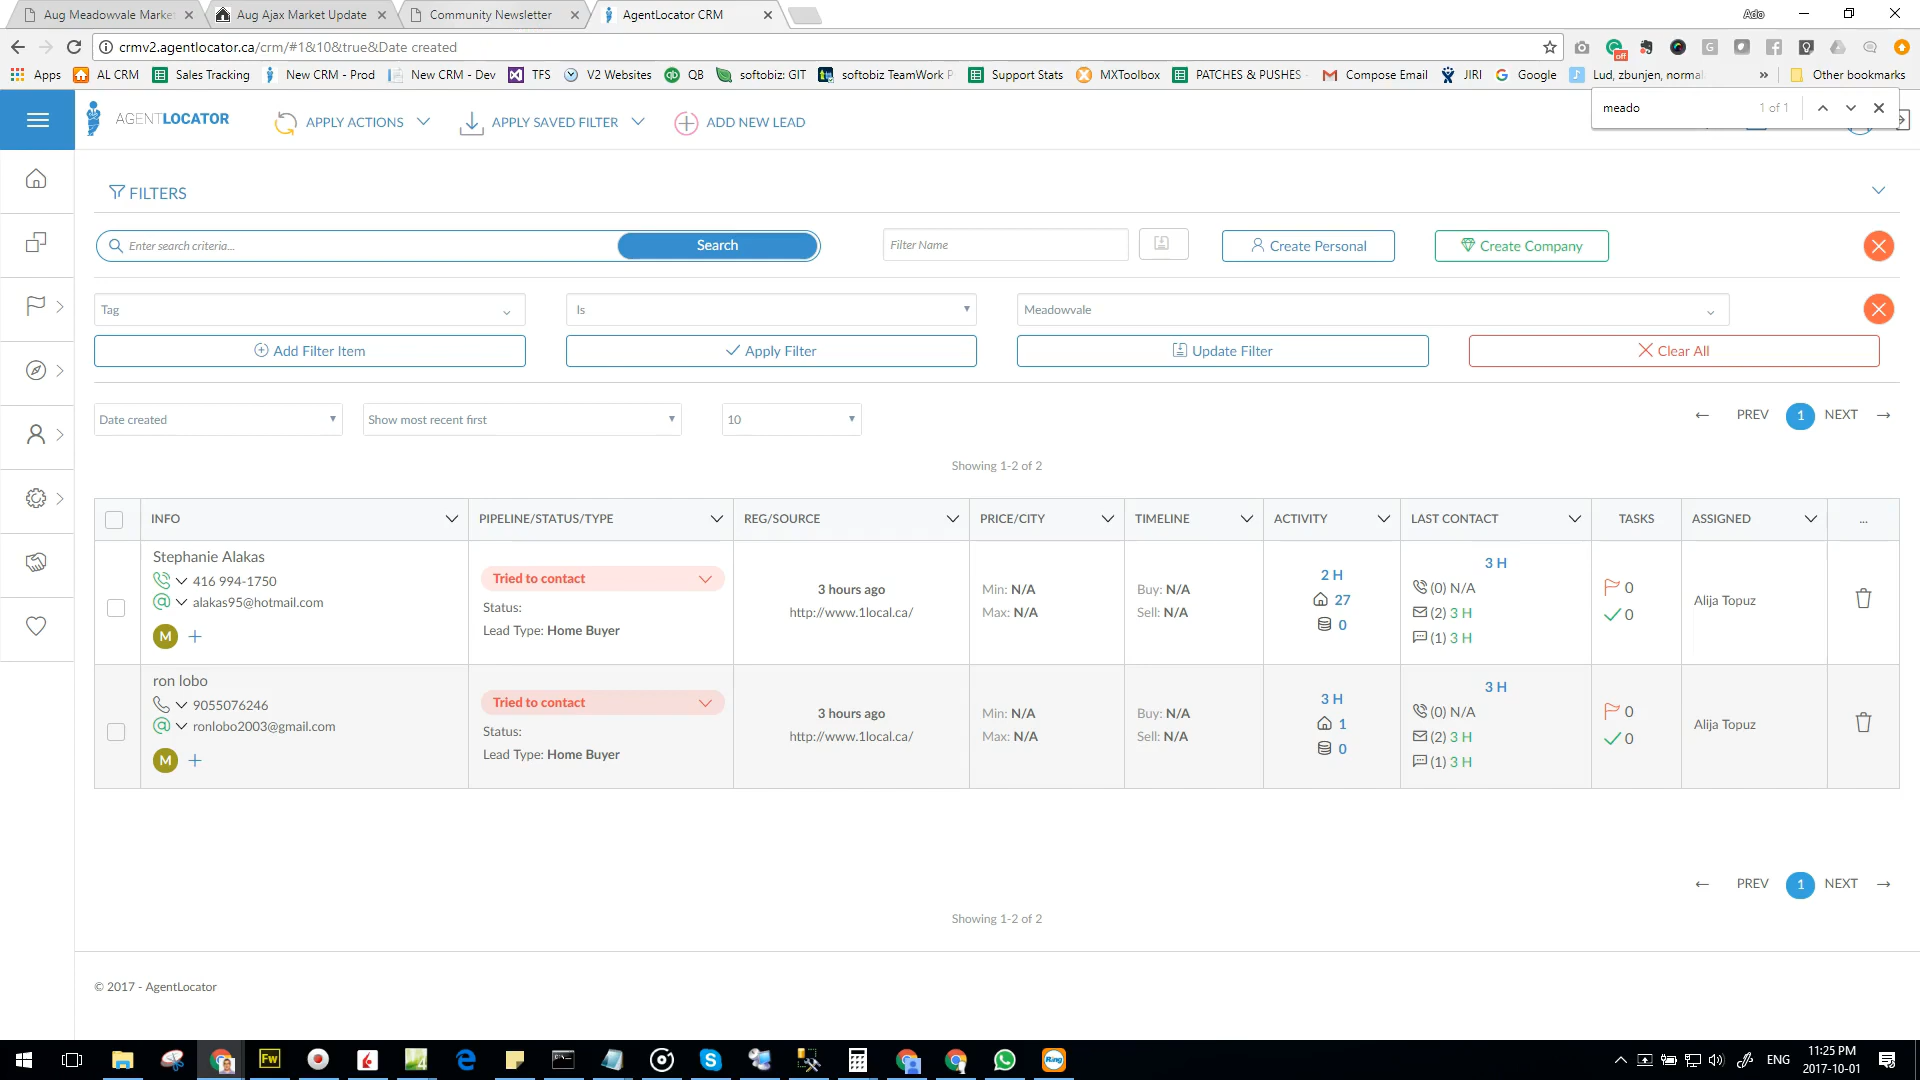 Aug Meadowvale Marke
Aug Ajax Market Update
Community Newsletter
AgentLocator CRM
Ado
crmv2.agentlocator.ca/crm/#1&10&true&Date created
Apps
AL CRM
Sales Tracking
New CRM - Prod
New CRM - Dev
TFS
V2 Websites
QB
softobiz: GIT
softobiz TeamWork P
Support Stats
MXToolbox
PATCHES & PUSHES
Compose Email
JIRI
Google
Lud, zbunjen, normal
»
Other bookmarks
meado
1 of 1
AGENTLOCATOR
APPLY ACTIONS
APPLY SAVED FILTER
ADD NEW LEAD
FILTERS
Enter search criteria...
Search
Filter Name
Create Personal
Create Company
Tag
Is
Meadowvale
Add Filter Item
Apply Filter
Update Filter
Clear All
Date created
Show most recent first
10
← PREV 1 NEXT →
Showing 1-2 of 2
INFO
PIPELINE/STATUS/TYPE
REG/SOURCE
PRICE/CITY
TIMELINE
ACTIVITY
LAST CONTACT
TASKS
ASSIGNED
...
Stephanie Alakas
416 994-1750
alakas95@hotmail.com
M +
Tried to contact
Status:
Lead Type: Home Buyer
3 hours ago
http://www.1local.ca/
Min: N/A
Max: N/A
Buy: N/A
Sell: N/A
2 H
27
0
3 H
(0) N/A
(2) 3 H
(1) 3 H
0
0
Alija Topuz
ron lobo
9055076246
ronlobo2003@gmail.com
M +
Tried to contact
Status:
Lead Type: Home Buyer
3 hours ago
http://www.1local.ca/
Min: N/A
Max: N/A
Buy: N/A
Sell: N/A
3 H
1
0
3 H
(0) N/A
(2) 3 H
(1) 3 H
0
0
Alija Topuz
← PREV 1 NEXT →
Showing 1-2 of 2
© 2017 - AgentLocator
Fw
Ring
ENG
11:25 PM
2017-10-01